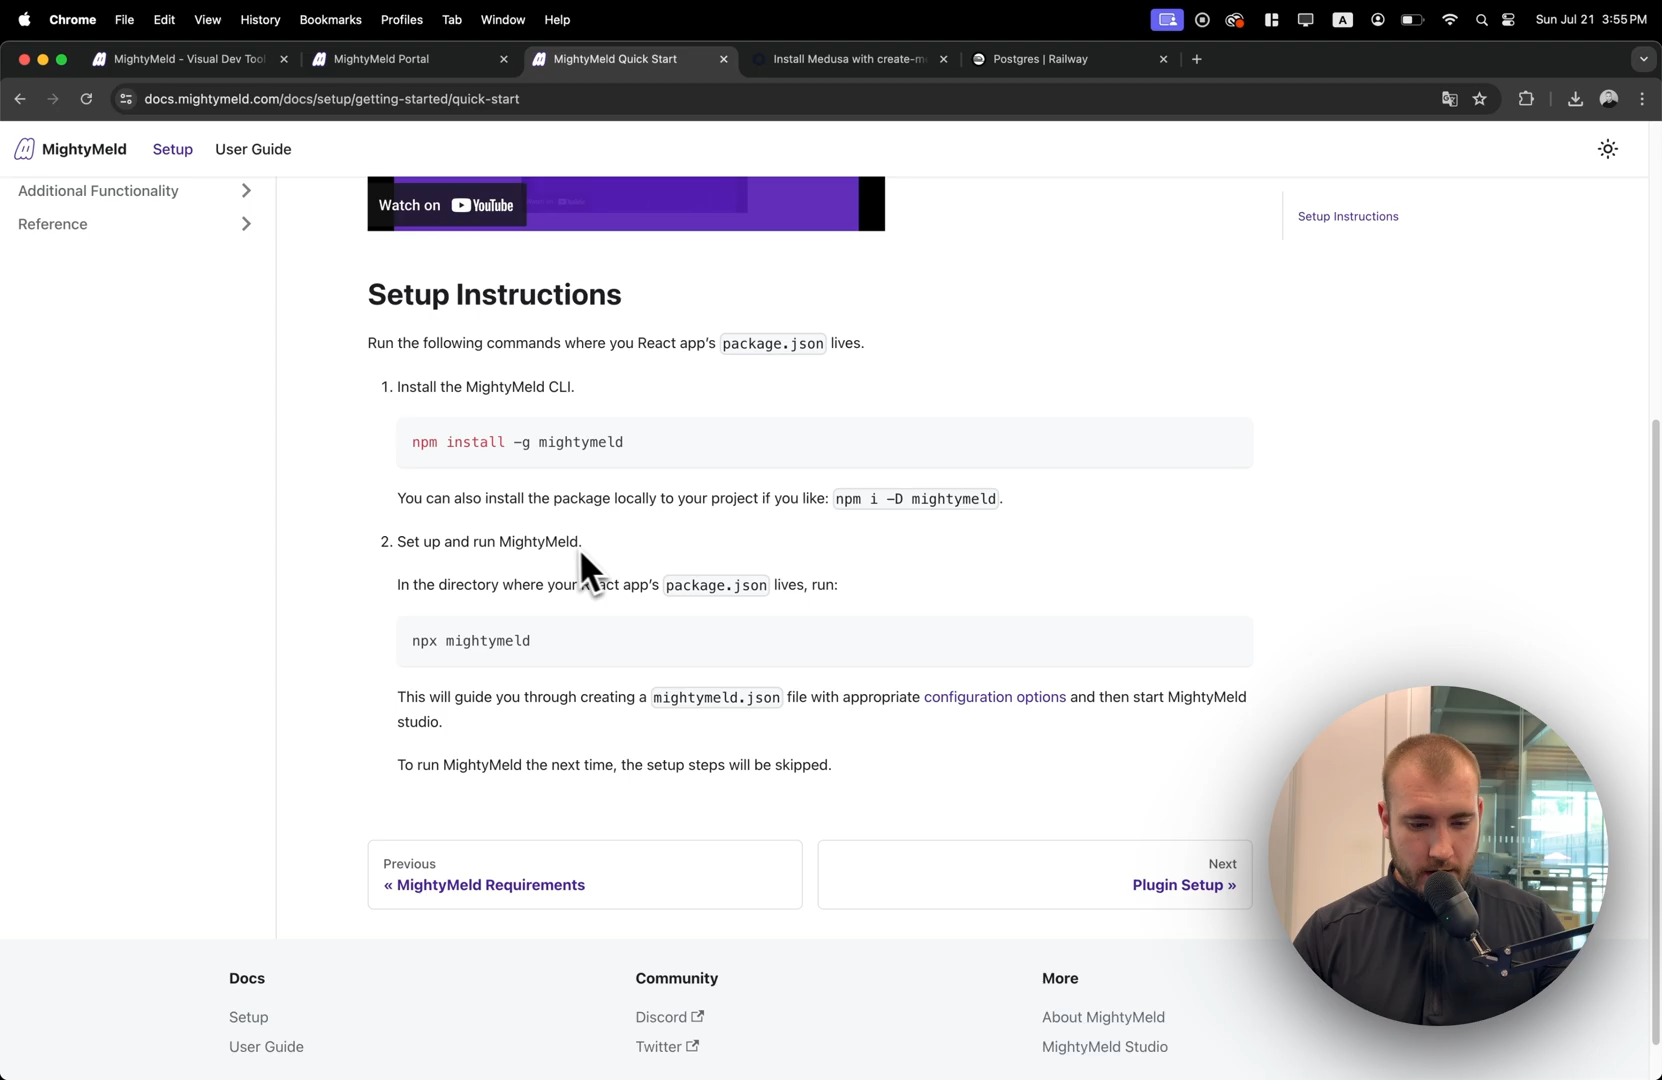 Chrome File Edit View History Bookmarks Profiles Tab Window Help
A
Sun Jul 21 3:55 PM
MightyMeld - Visual Dev Tool
MightyMeld Portal
MightyMeld Quick Start
Install Medusa with create-m
Postgres | Railway
docs.mightymeld.com/docs/setup/getting-started/quick-start
MightyMeld Setup User Guide
Additional Functionality
Reference
Watch on YouTube
Setup Instructions
Setup Instructions
Run the following commands where you React app's package.json lives.
1. Install the MightyMeld CLI.
npm install -g mightymeld
You can also install the package locally to your project if you like: npm i -D mightymeld.
2. Set up and run MightyMeld.
In the directory where your React app's package.json lives, run:
npx mightymeld
This will guide you through creating a mightymeld.json file with appropriate configuration options and then start MightyMeld
studio.
To run MightyMeld the next time, the setup steps will be skipped.
Previous
« MightyMeld Requirements
Next
Plugin Setup »
Docs
Setup
User Guide
Community
Discord
Twitter
More
About MightyMeld
MightyMeld Studio